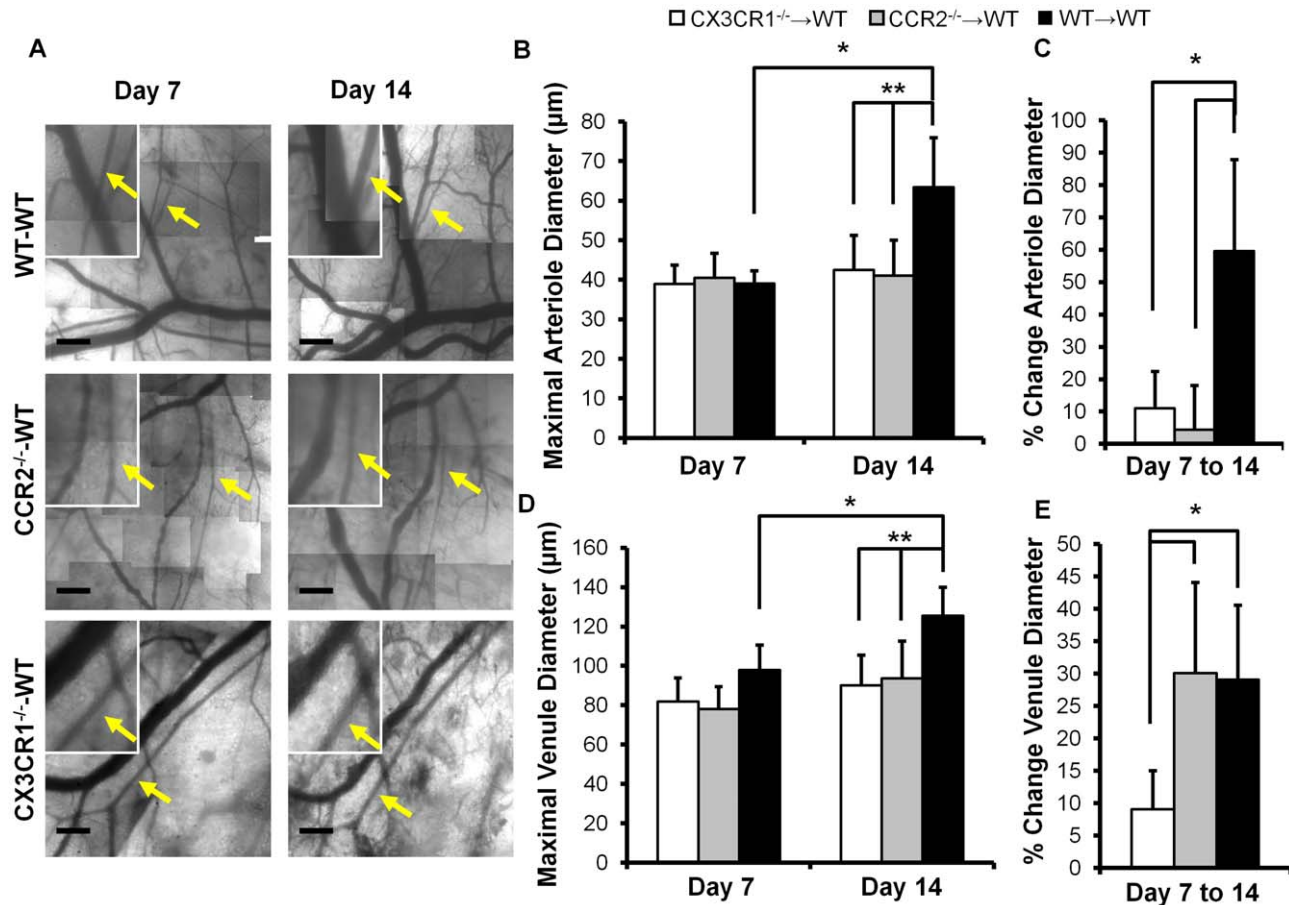 CX3CR1-/-→WT CCR2-/-→WT WT→WT
A
Day 7 Day 14
WT-WT
CCR2-/--WT
CX3CR1-/--WT
B
Maximal Arteriole Diameter (µm)
80
70
60
50
40
30
20
10
0
*
**
Day 7 Day 14
C
% Change Arteriole Diameter
100
90
80
70
60
50
40
30
20
10
0
*
Day 7 to 14
D
Maximal Venule Diameter (µm)
160
140
120
100
80
60
40
20
0
*
**
Day 7 Day 14
E
% Change Venule Diameter
50
45
40
35
30
25
20
15
10
5
0
*
Day 7 to 14